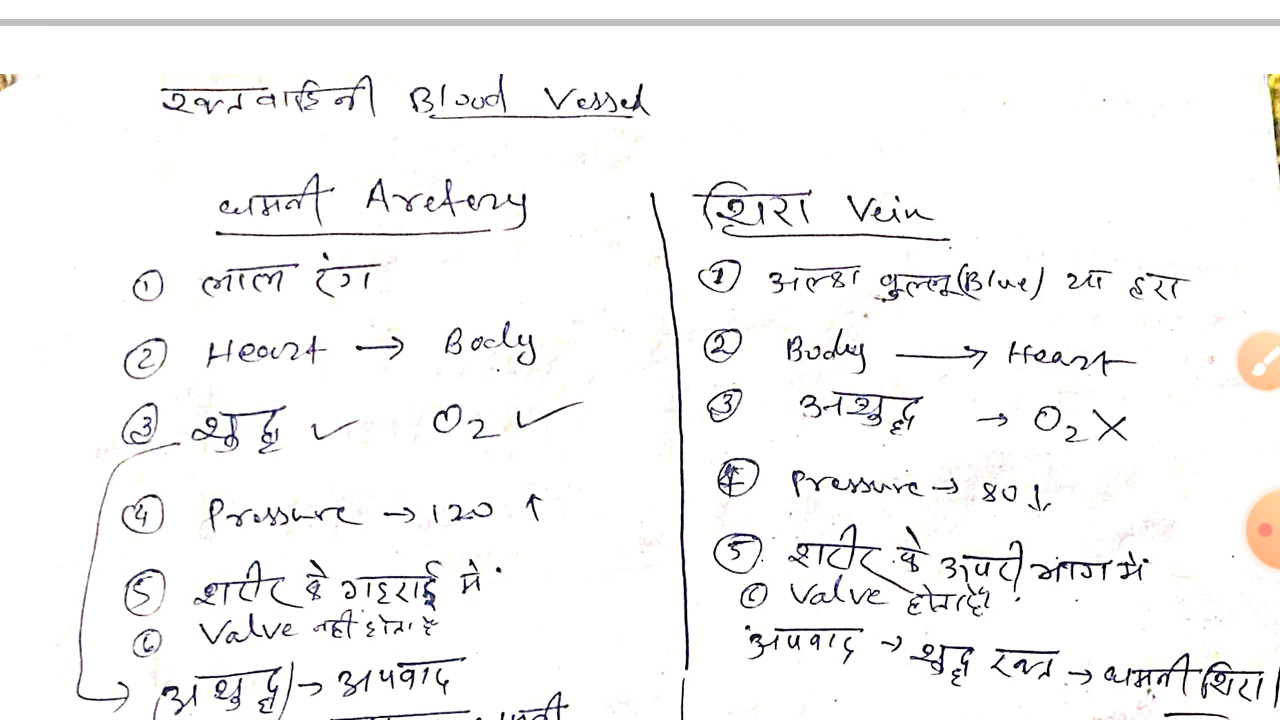 रक्तवाहिनी Blood Vessel
धमनी Aretery
① लाल रंग
② Heart → Body
③ शुद्ध ✓ O2 ✓
④ Pressure → 120 ↑
⑤ शरीर के गहराई में
⑥ Valve नहीं होता है
अशुद्ध → अपवाद
शिरा Vein
① अल्का वुल्लू (Blue) या हरा
② Body → Heart
③ अनशुद्ध → O2 X
④ Pressure → 80 ↓
⑤ शरीर के ऊपरी भाग में
⑥ Valve होता है।
अपवाद → शुद्ध रक्त → धमनी शिरा